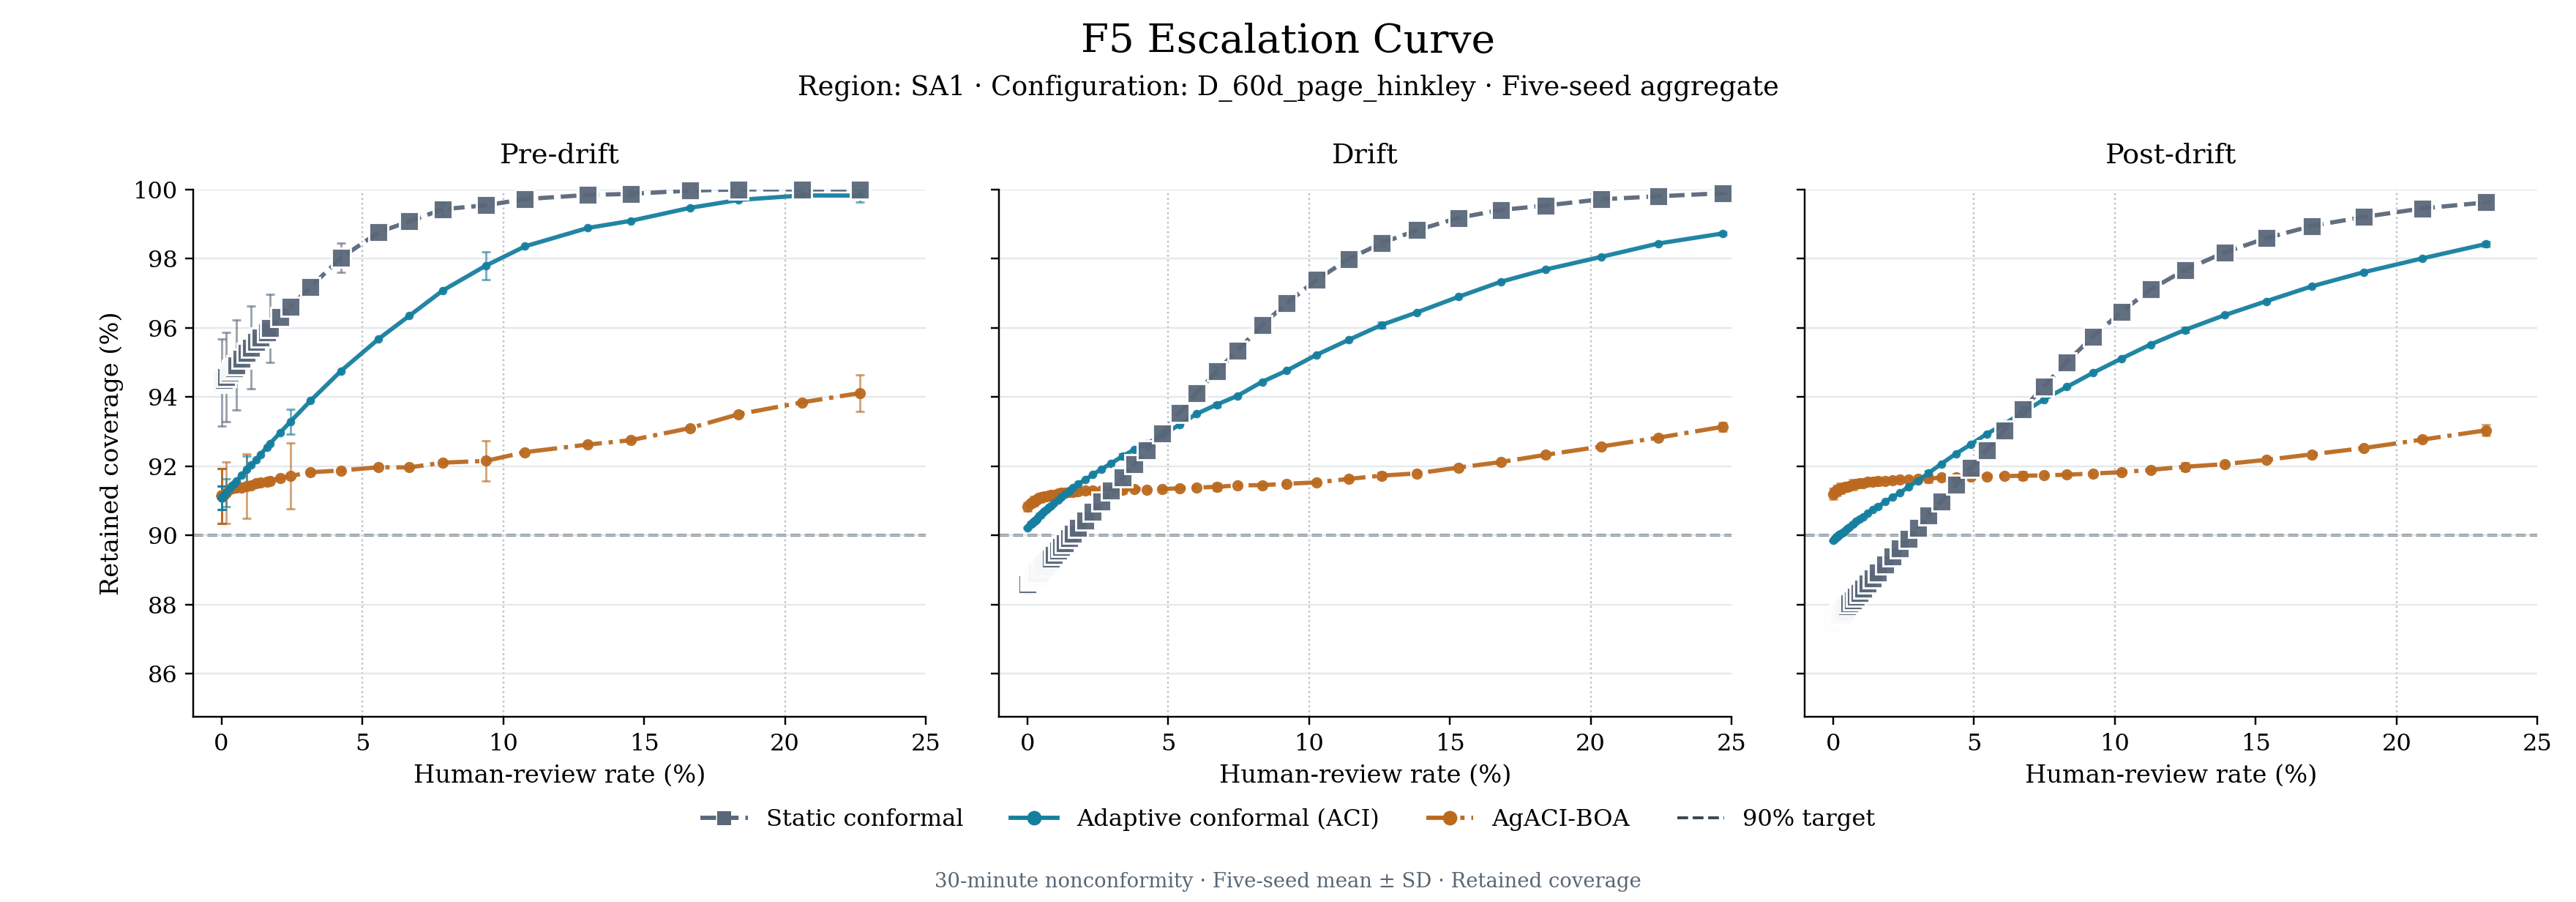 F5 Escalation Curve
Region: SA1 · Configuration: D_60d_page_hinkley · Five-seed aggregate
Pre-drift
Drift
Post-drift
Retained coverage (%)
100
98
96
94
92
90
88
86
0 5 10 15 20 25
0 5 10 15 20 25
0 5 10 15 20 25
Human-review rate (%)
Human-review rate (%)
Human-review rate (%)
Static conformal
Adaptive conformal (ACI)
AgACI-BOA
90% target
30-minute nonconformity · Five-seed mean ± SD · Retained coverage